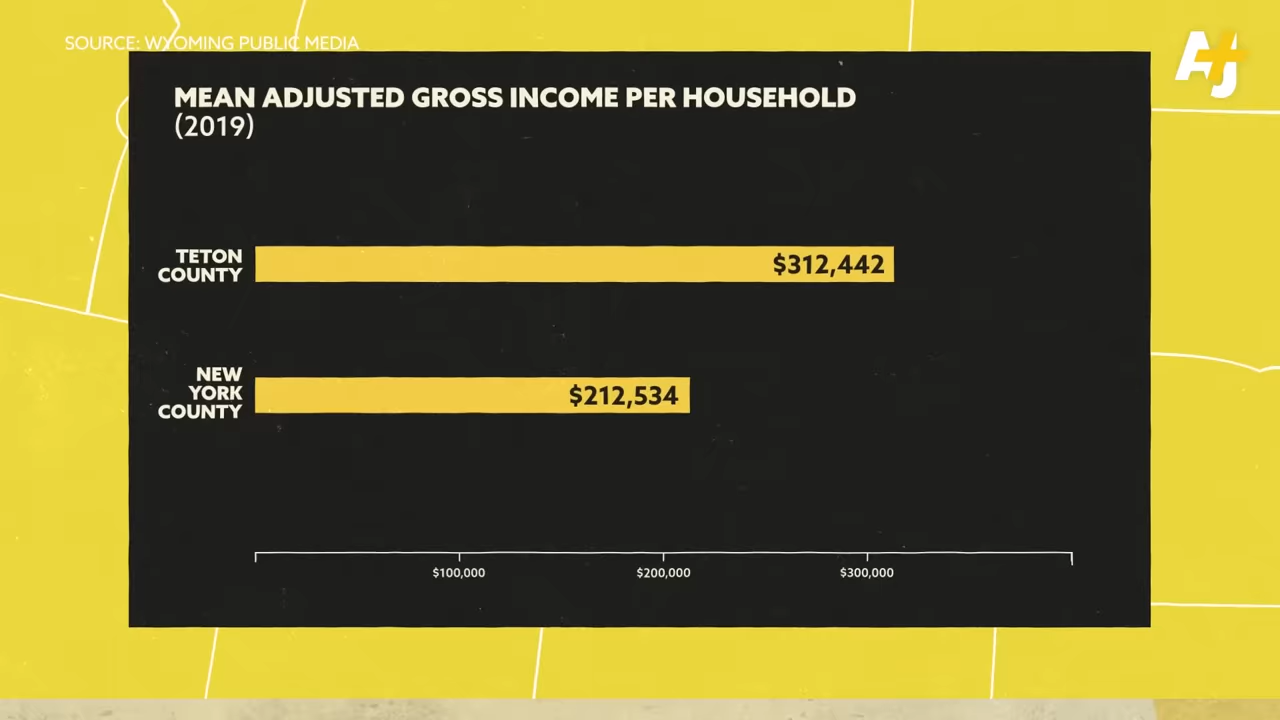 SOURCE: WYOMING PUBLIC MEDIA
AJ+
MEAN ADJUSTED GROSS INCOME PER HOUSEHOLD
(2019)
TETON
COUNTY
$312,442
NEW
YORK
COUNTY
$212,534
$100,000
$200,000
$300,000